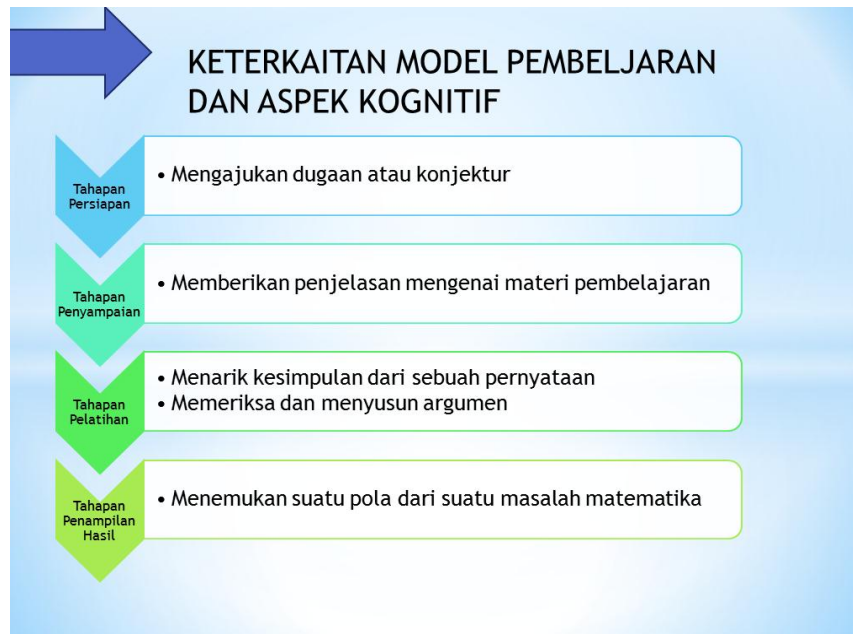 KETERKAITAN MODEL PEMBELJARAN
DAN ASPEK KOGNITIF
Tahapan
Persiapan
• Mengajukan dugaan atau konjektur
Tahapan
Penyampaian
• Memberikan penjelasan mengenai materi pembelajaran
Tahapan
Pelatihan
• Menarik kesimpulan dari sebuah pernyataan
• Memeriksa dan menyusun argumen
Tahapan
Penampilan
Hasil
• Menemukan suatu pola dari suatu masalah matematika